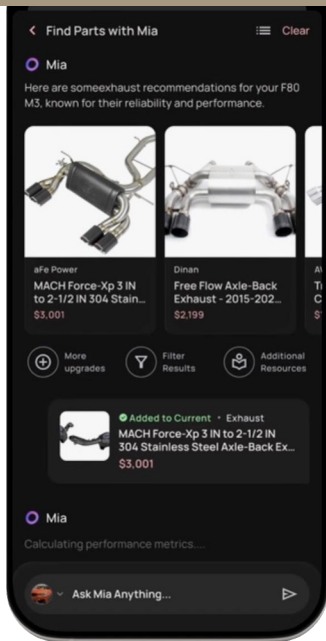 Find Parts with Mia
Clear
Mia
Here are someexhaust recommendations for your F80
M3, known for their reliability and performance.
aFe Power
MACH Force-Xp 3 IN
to 2-1/2 IN 304 Stain...
$3,001
Dinan
Free Flow Axle-Back
Exhaust - 2015-202...
$2,199
More
upgrades
Filter
Results
Additional
Resources
Added to Current • Exhaust
MACH Force-Xp 3 IN to 2-1/2 IN
304 Stainless Steel Axle-Back Ex...
$3,001
Mia
Calculating performance metrics....
Ask Mia Anything...